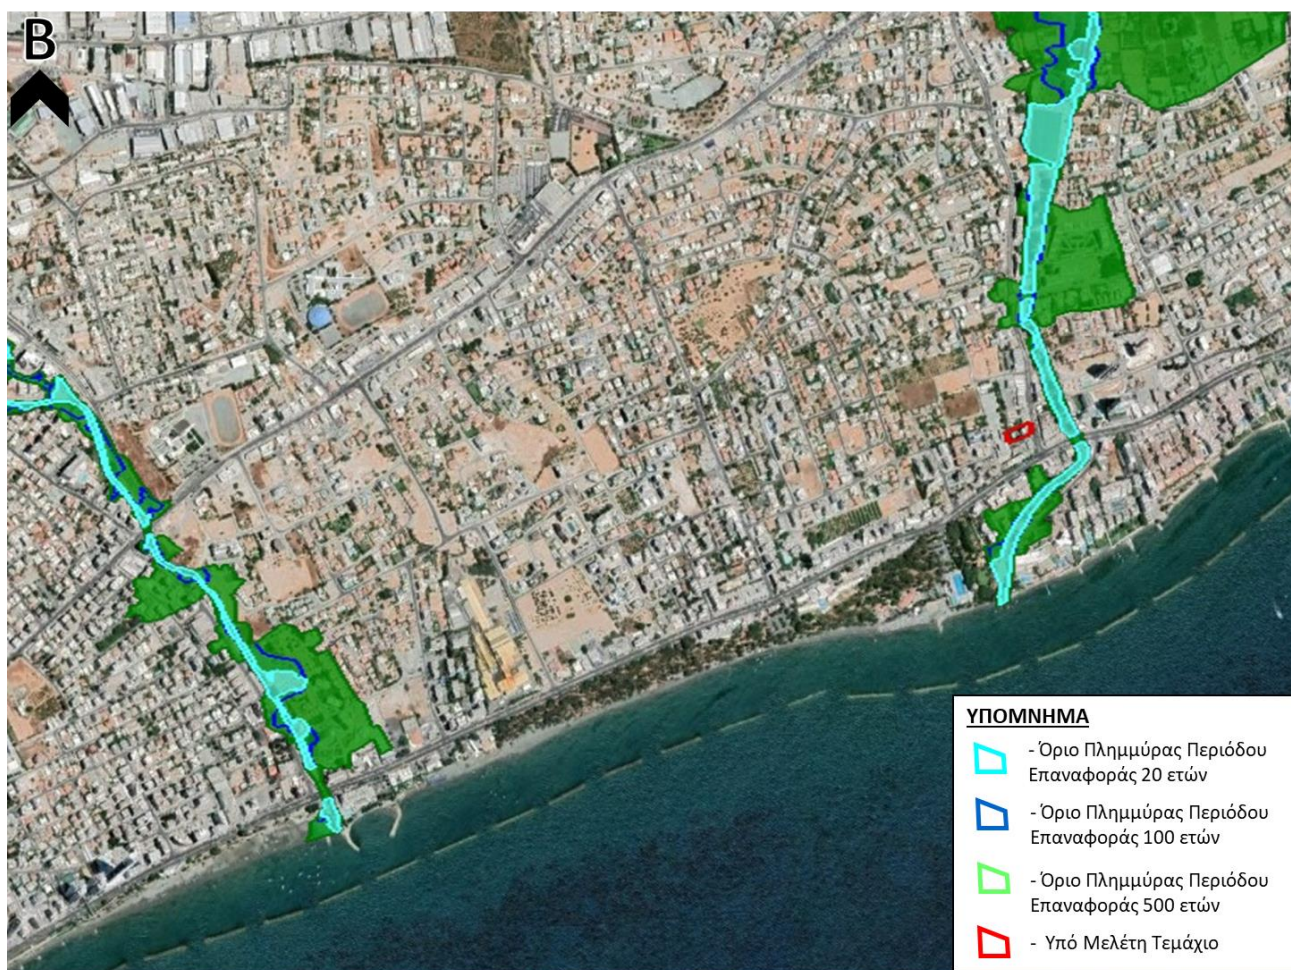 Β
ΥΠΟΜΝΗΜΑ
- Όριο Πλημμύρας Περιόδου
Επαναφοράς 20 ετών
- Όριο Πλημμύρας Περιόδου
Επαναφοράς 100 ετών
- Όριο Πλημμύρας Περιόδου
Επαναφοράς 500 ετών
- Υπό Μελέτη Τεμάχιο